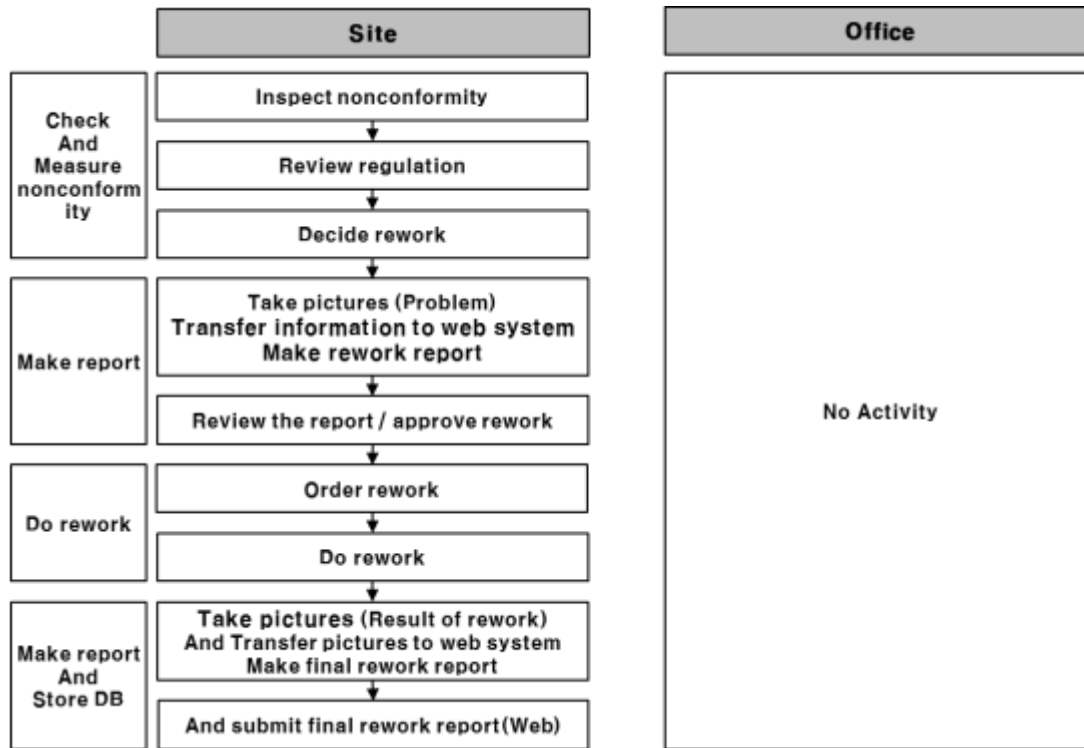 Site
Office
Check
And
Measure
nonconform
ity
Inspect nonconformity
Review regulation
Decide rework
Make report
Take pictures (Problem)
Transfer information to web system
Make rework report
Review the report / approve rework
Do rework
Order rework
Do rework
Make report
And
Store DB
Take pictures (Result of rework)
And Transfer pictures to web system
Make final rework report
And submit final rework report(Web)
No Activity